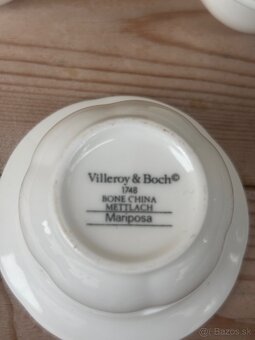 Villeroy & Boch©
1748
BONE CHINA
METTLACH
Mariposa
bazos.sk